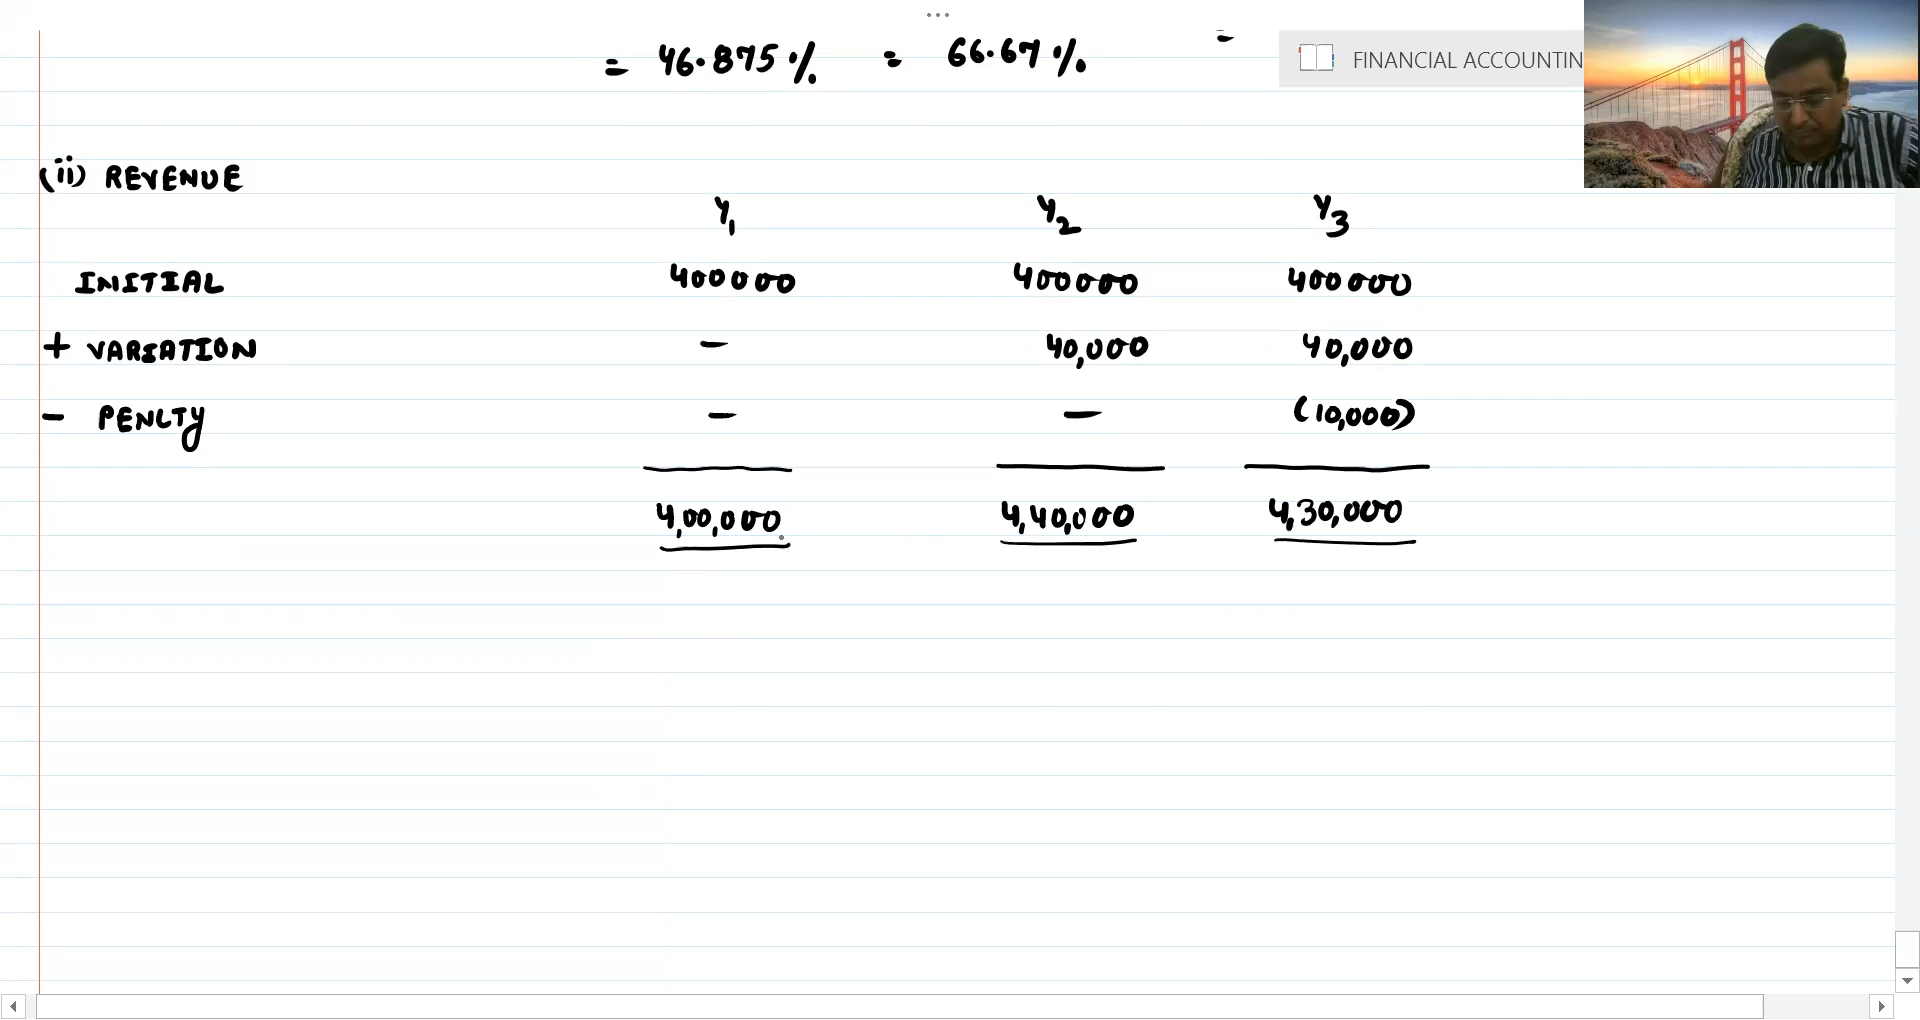 = 46.875 % = 66.67 % =
FINANCIAL ACCOUNTIN
(ii) REVENUE
Y1 Y2 Y3
INITIAL 400000 400000 400000
+ VARIATION - 40,000 40,000
- PENLTY - - (10,000)
4,00,000 4,40,000 4,30,000